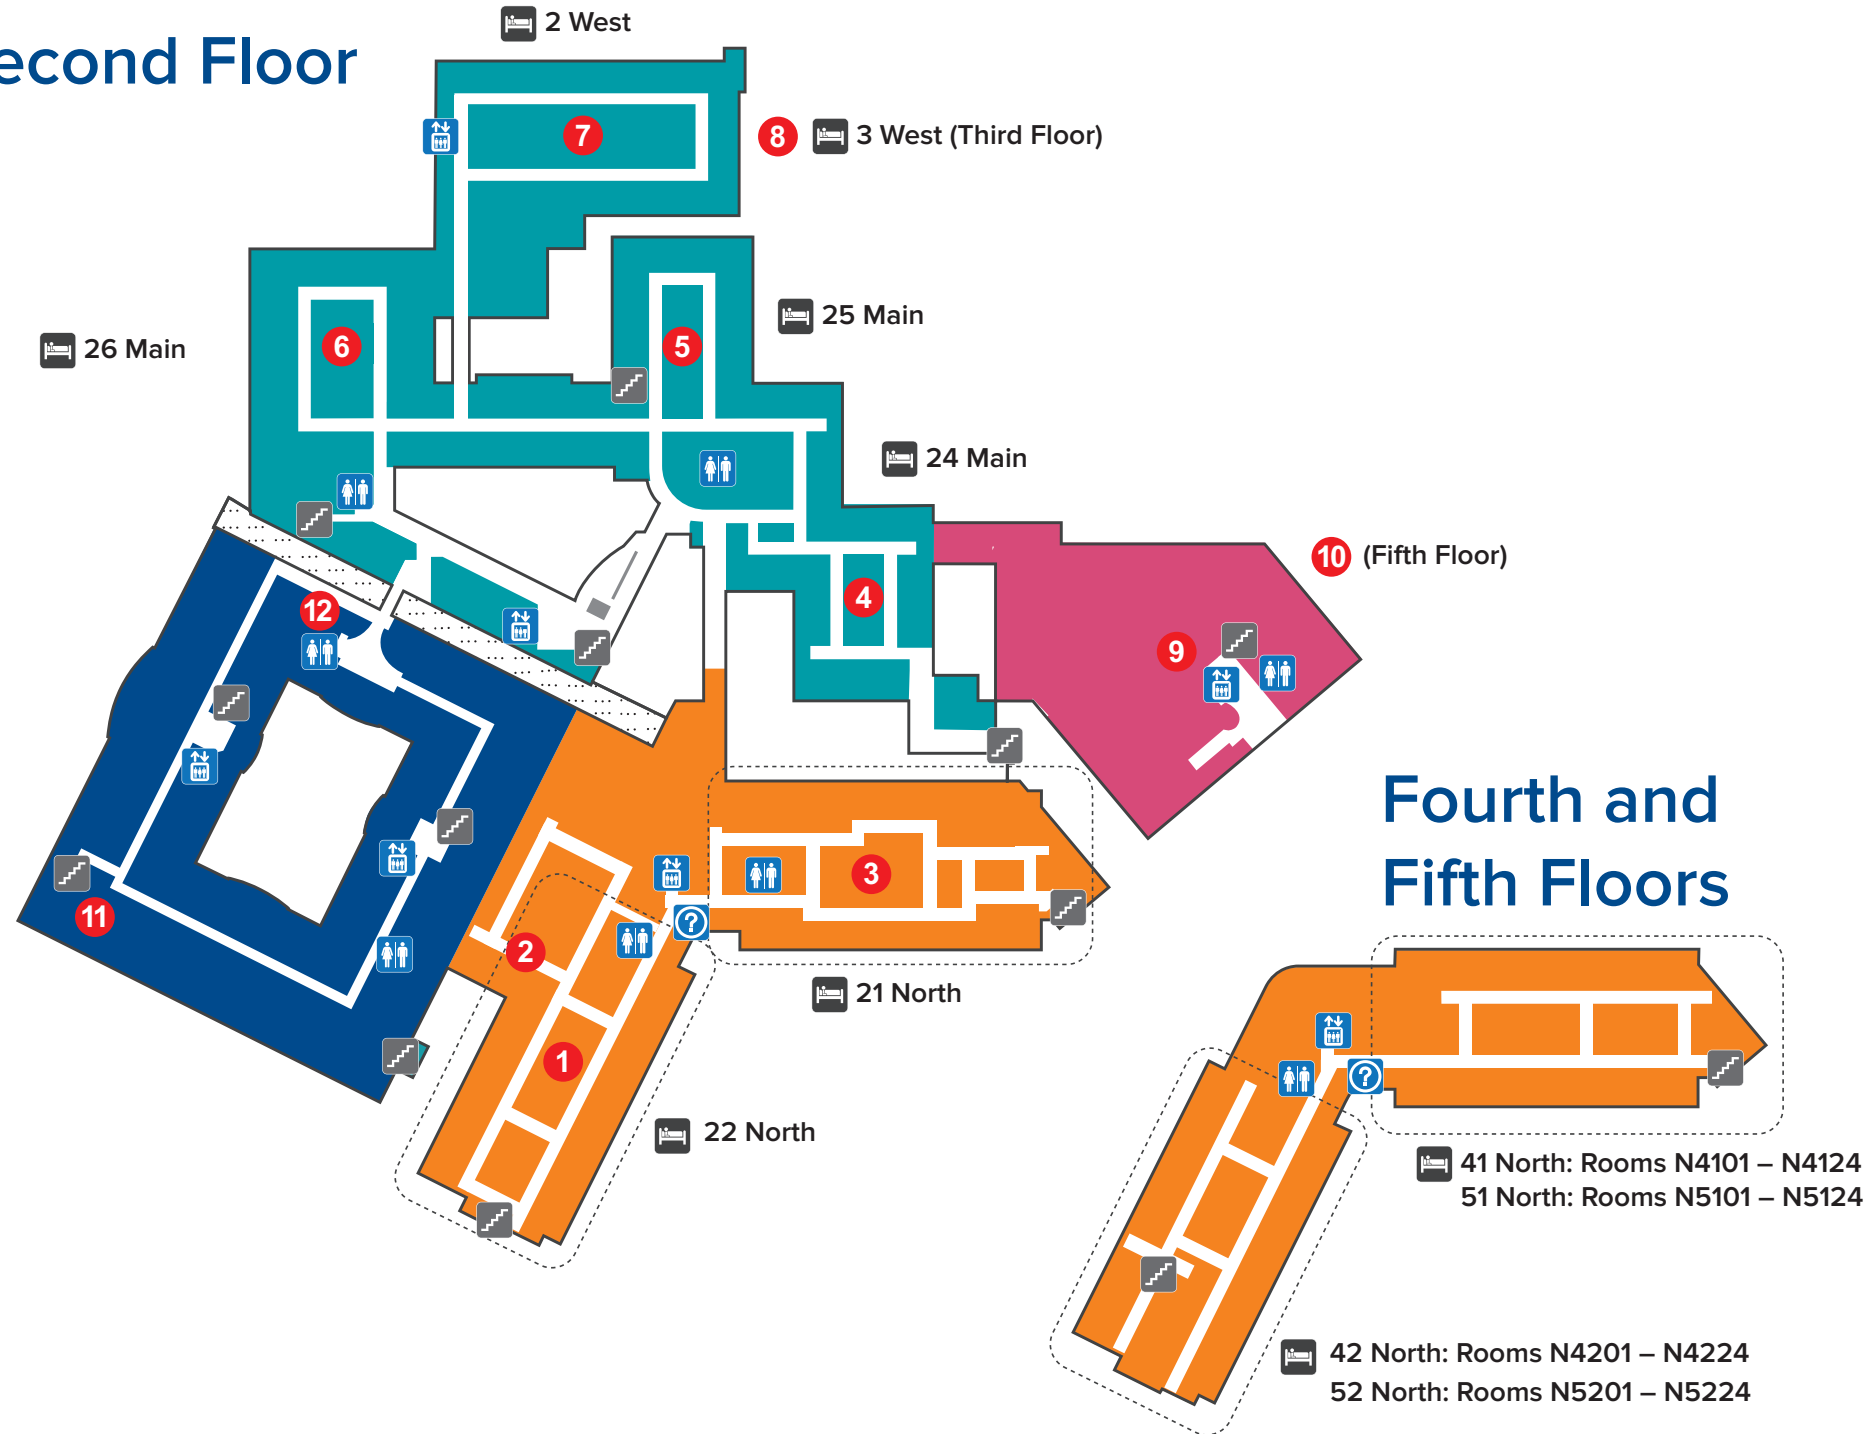 2 West
econd Floor
7
8 3 West (Third Floor)
25 Main
26 Main
6
5
24 Main
10 (Fifth Floor)
4
12
9
Fourth and
Fifth Floors
3
11
2
?
21 North
1
?
22 North
41 North: Rooms N4101 – N4124
51 North: Rooms N5101 – N5124
42 North: Rooms N4201 – N4224
52 North: Rooms N5201 – N5224